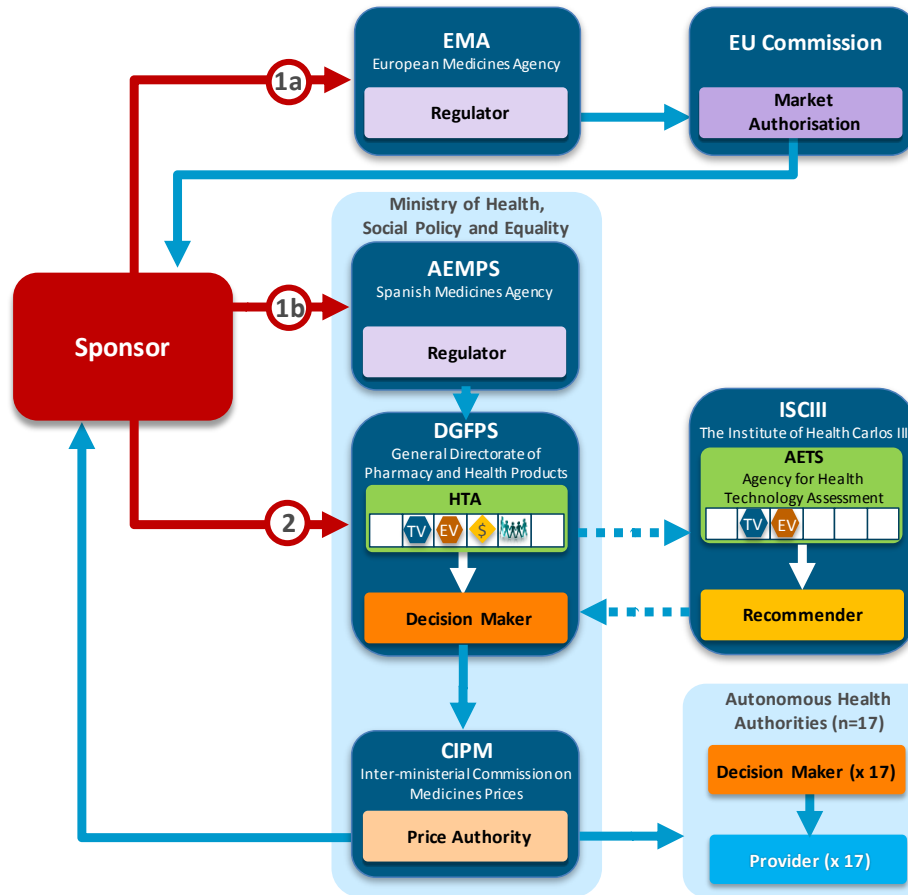 EMA
European Medicines Agency
Regulator
EU Commission
Market
Authorisation
1a
Ministry of Health,
Social Policy and Equality
AEMPS
Spanish Medicines Agency
Regulator
1b
Sponsor
DGFPS
General Directorate of
Pharmacy and Health Products
HTA
TV
EV
$
Decision Maker
2
ISCIII
The Institute of Health Carlos III
AETS
Agency for Health
Technology Assessment
TV
EV
Recommender
CIPM
Inter-ministerial Commission on
Medicines Prices
Price Authority
Autonomous Health
Authorities (n=17)
Decision Maker (x 17)
Provider (x 17)